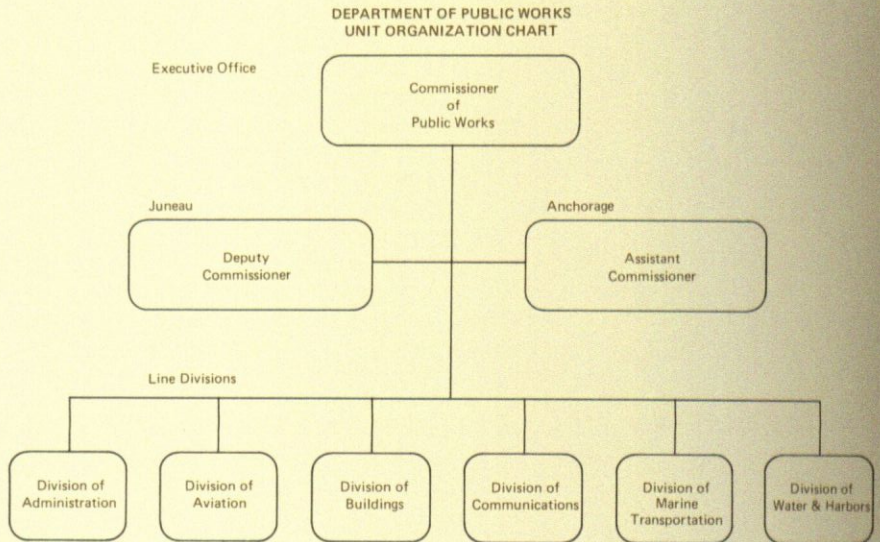 DEPARTMENT OF PUBLIC WORKS
UNIT ORGANIZATION CHART
Executive Office
Commissioner
of
Public Works
Juneau
Anchorage
Deputy
Commissioner
Assistant
Commissioner
Line Divisions
Division of
Administration
Division of
Aviation
Division of
Buildings
Division of
Communications
Division of
Marine
Transportation
Division of
Water & Harbors